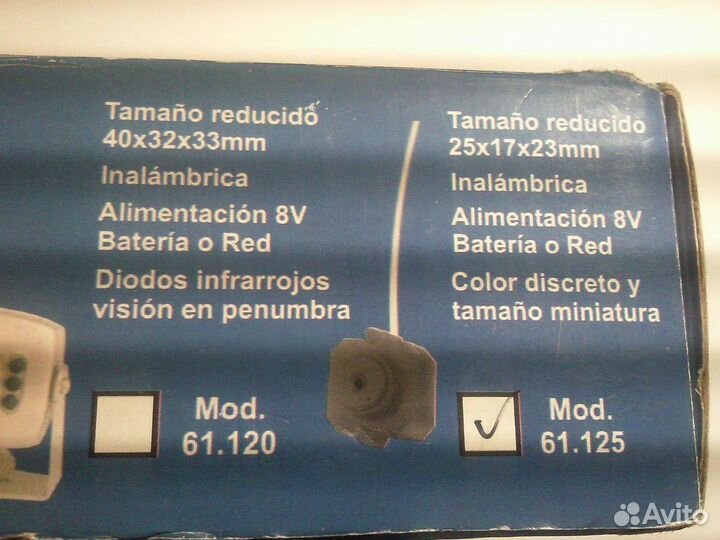 Tamaño reducido
40x32x33mm
Inalámbrica
Alimentación 8V
Batería o Red
Diodos infrarrojos
visión en penumbra
Mod.
61.120
Tamaño reducido
25x17x23mm
Inalámbrica
Alimentación 8V
Batería o Red
Color discreto y
tamaño miniatura
Mod.
61.125
Avito